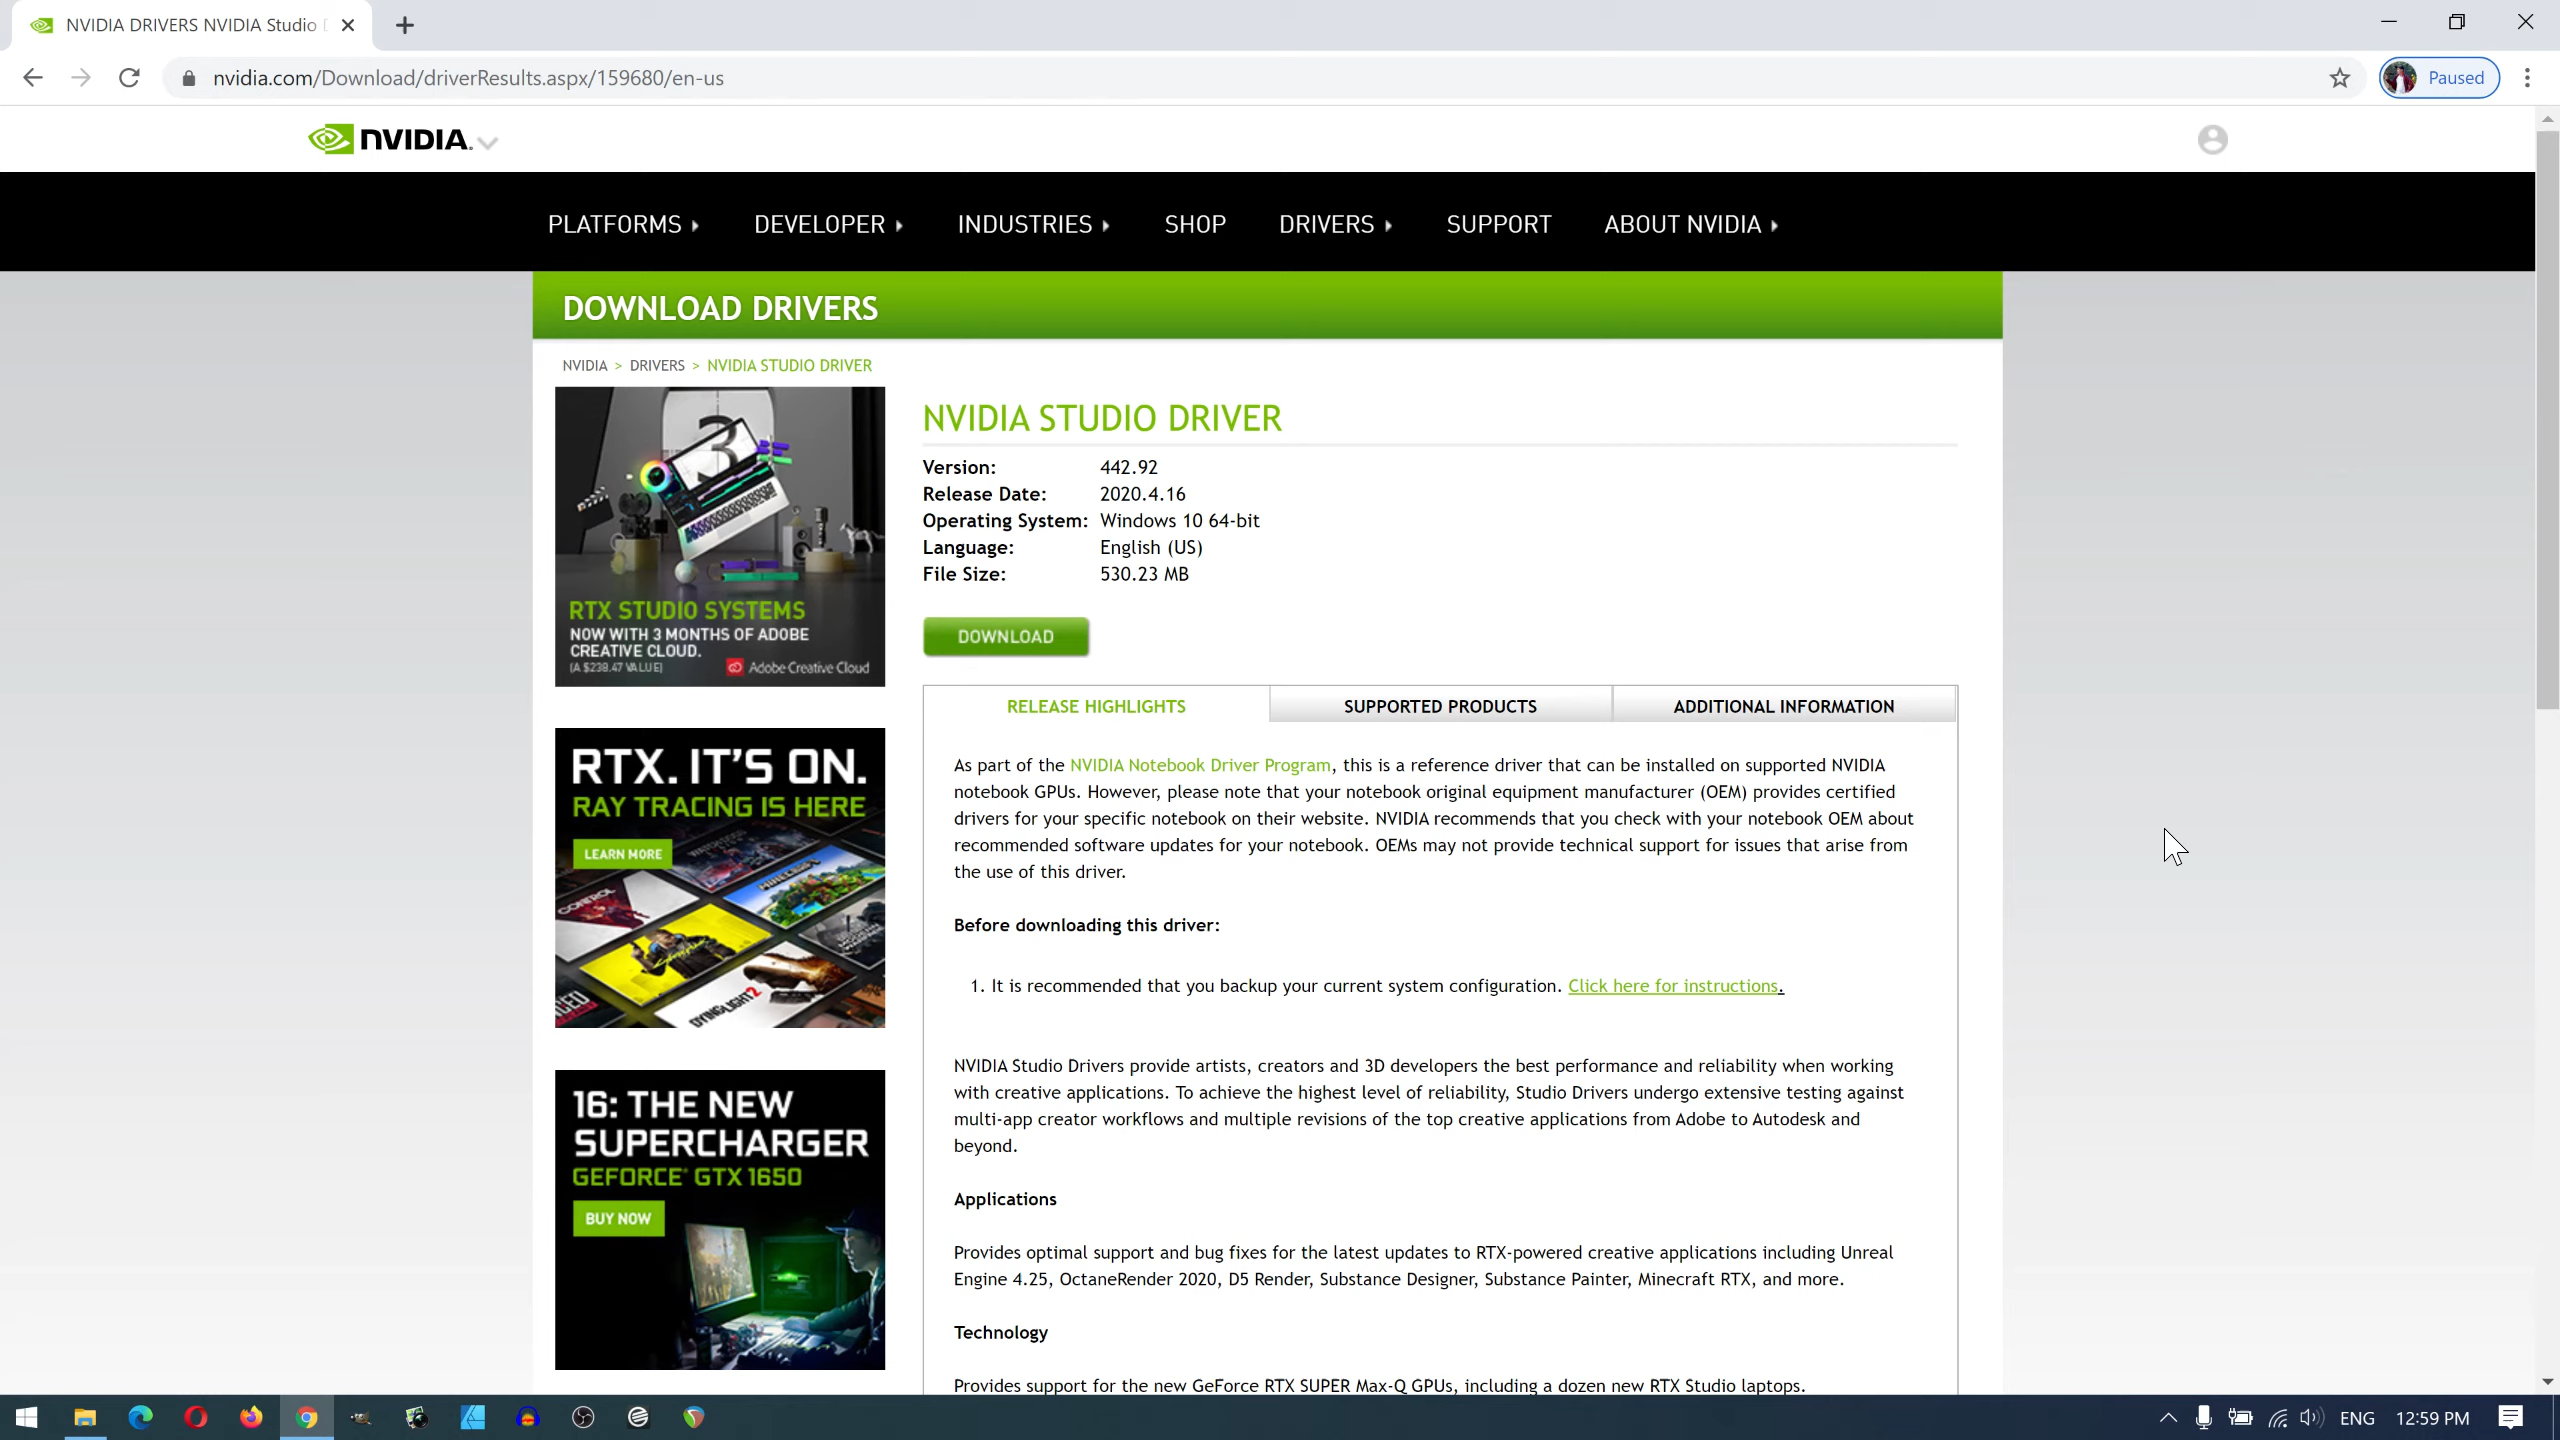 NVIDIA DRIVERS NVIDIA Studio
nvidia.com/Download/driverResults.aspx/159680/en-us
Paused
NVIDIA.
PLATFORMS DEVELOPER INDUSTRIES SHOP DRIVERS SUPPORT ABOUT NVIDIA
DOWNLOAD DRIVERS
NVIDIA > DRIVERS > NVIDIA STUDIO DRIVER
3
RTX STUDIO SYSTEMS
NOW WITH 3 MONTHS OF ADOBE
CREATIVE CLOUD.
(A $238.47 VALUE) Adobe Creative Cloud
RTX. IT'S ON.
RAY TRACING IS HERE
LEARN MORE
CONTROL
MINECRAFT
DYING LIGHT 2
16: THE NEW
SUPERCHARGER
GEFORCE® GTX 1650
BUY NOW
NVIDIA STUDIO DRIVER
Version: 442.92
Release Date: 2020.4.16
Operating System: Windows 10 64-bit
Language: English (US)
File Size: 530.23 MB
DOWNLOAD
RELEASE HIGHLIGHTS SUPPORTED PRODUCTS ADDITIONAL INFORMATION
As part of the NVIDIA Notebook Driver Program, this is a reference driver that can be installed on supported NVIDIA
notebook GPUs. However, please note that your notebook original equipment manufacturer (OEM) provides certified
drivers for your specific notebook on their website. NVIDIA recommends that you check with your notebook OEM about
recommended software updates for your notebook. OEMs may not provide technical support for issues that arise from
the use of this driver.
Before downloading this driver:
1. It is recommended that you backup your current system configuration. Click here for instructions.
NVIDIA Studio Drivers provide artists, creators and 3D developers the best performance and reliability when working
with creative applications. To achieve the highest level of reliability, Studio Drivers undergo extensive testing against
multi-app creator workflows and multiple revisions of the top creative applications from Adobe to Autodesk and
beyond.
Applications
Provides optimal support and bug fixes for the latest updates to RTX-powered creative applications including Unreal
Engine 4.25, OctaneRender 2020, D5 Render, Substance Designer, Substance Painter, Minecraft RTX, and more.
Technology
Provides support for the new GeForce RTX SUPER Max-Q GPUs, including a dozen new RTX Studio laptops.
ENG 12:59 PM